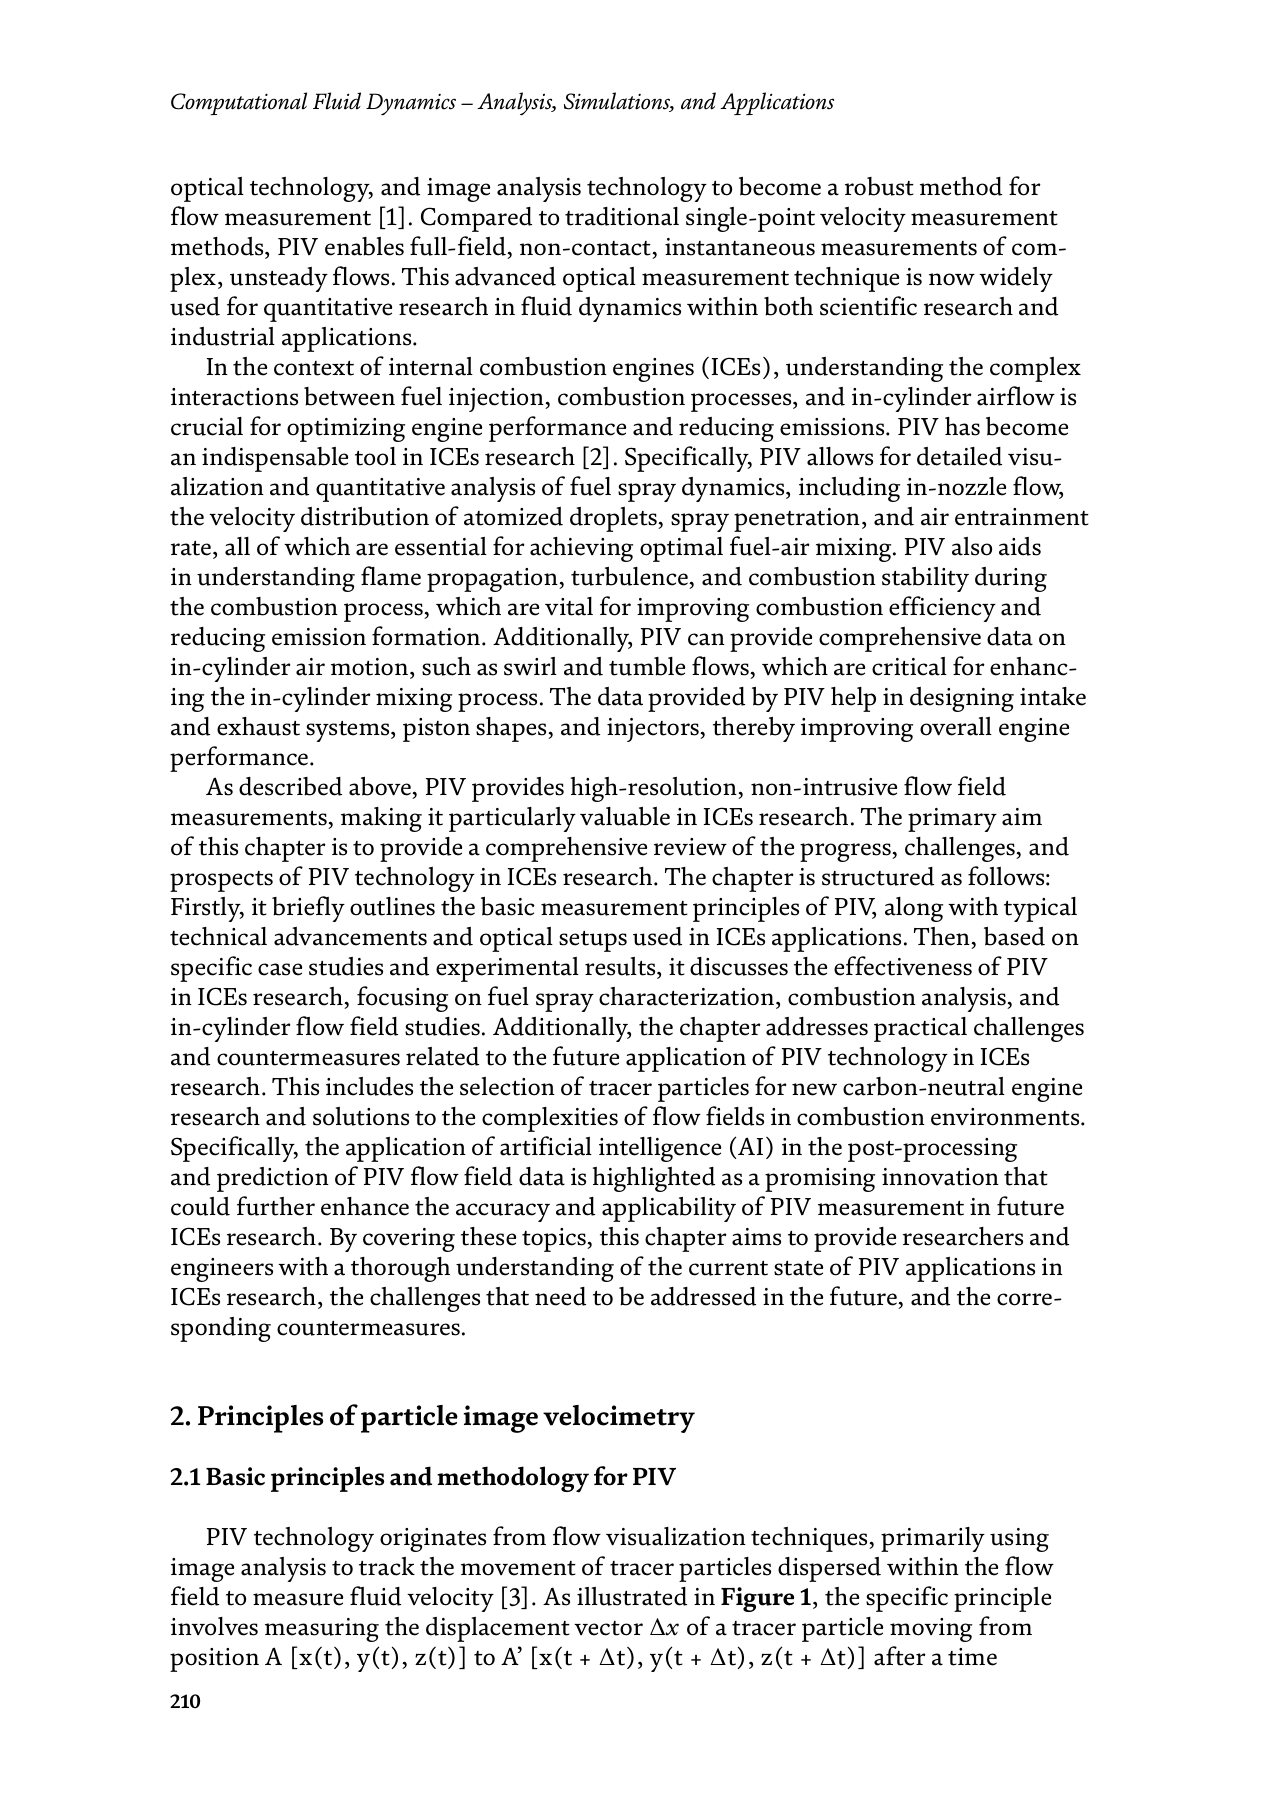 Computational Fluid Dynamics – Analysis, Simulations, and Applications
optical technology, and image analysis technology to become a robust method for
flow measurement [1]. Compared to traditional single-point velocity measurement
methods, PIV enables full-field, non-contact, instantaneous measurements of com-
plex, unsteady flows. This advanced optical measurement technique is now widely
used for quantitative research in fluid dynamics within both scientific research and
industrial applications.
In the context of internal combustion engines (ICEs), understanding the complex
interactions between fuel injection, combustion processes, and in-cylinder airflow is
crucial for optimizing engine performance and reducing emissions. PIV has become
an indispensable tool in ICEs research [2]. Specifically, PIV allows for detailed visu-
alization and quantitative analysis of fuel spray dynamics, including in-nozzle flow,
the velocity distribution of atomized droplets, spray penetration, and air entrainment
rate, all of which are essential for achieving optimal fuel-air mixing. PIV also aids
in understanding flame propagation, turbulence, and combustion stability during
the combustion process, which are vital for improving combustion efficiency and
reducing emission formation. Additionally, PIV can provide comprehensive data on
in-cylinder air motion, such as swirl and tumble flows, which are critical for enhanc-
ing the in-cylinder mixing process. The data provided by PIV help in designing intake
and exhaust systems, piston shapes, and injectors, thereby improving overall engine
performance.
As described above, PIV provides high-resolution, non-intrusive flow field
measurements, making it particularly valuable in ICEs research. The primary aim
of this chapter is to provide a comprehensive review of the progress, challenges, and
prospects of PIV technology in ICEs research. The chapter is structured as follows:
Firstly, it briefly outlines the basic measurement principles of PIV, along with typical
technical advancements and optical setups used in ICEs applications. Then, based on
specific case studies and experimental results, it discusses the effectiveness of PIV
in ICEs research, focusing on fuel spray characterization, combustion analysis, and
in-cylinder flow field studies. Additionally, the chapter addresses practical challenges
and countermeasures related to the future application of PIV technology in ICEs
research. This includes the selection of tracer particles for new carbon-neutral engine
research and solutions to the complexities of flow fields in combustion environments.
Specifically, the application of artificial intelligence (AI) in the post-processing
and prediction of PIV flow field data is highlighted as a promising innovation that
could further enhance the accuracy and applicability of PIV measurement in future
ICEs research. By covering these topics, this chapter aims to provide researchers and
engineers with a thorough understanding of the current state of PIV applications in
ICEs research, the challenges that need to be addressed in the future, and the corre-
sponding countermeasures.
2. Principles of particle image velocimetry
2.1 Basic principles and methodology for PIV
PIV technology originates from flow visualization techniques, primarily using
image analysis to track the movement of tracer particles dispersed within the flow
field to measure fluid velocity [3]. As illustrated in Figure 1, the specific principle
involves measuring the displacement vector Δx of a tracer particle moving from
position A [x(t), y(t), z(t)] to A’ [x(t + Δt), y(t + Δt), z(t + Δt)] after a time
210